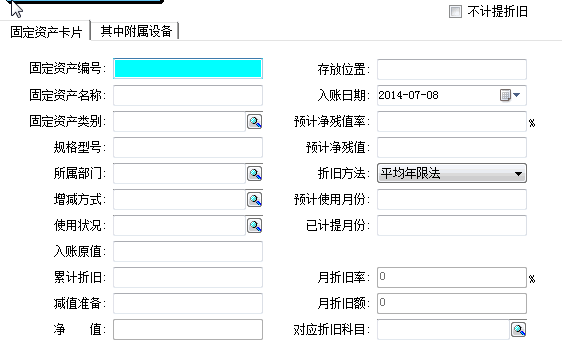 不计提折旧
固定资产卡片 其中附属设备
固定资产编号: 存放位置:
固定资产名称: 入账日期: 2014-07-08
固定资产类别: 预计净残值率: %
规格型号: 预计净残值:
所属部门: 折旧方法: 平均年限法
增减方式: 预计使用月份:
使用状况: 已计提月份:
入账原值:
累计折旧: 月折旧率: 0 %
减值准备: 月折旧额: 0
净 值: 对应折旧科目: